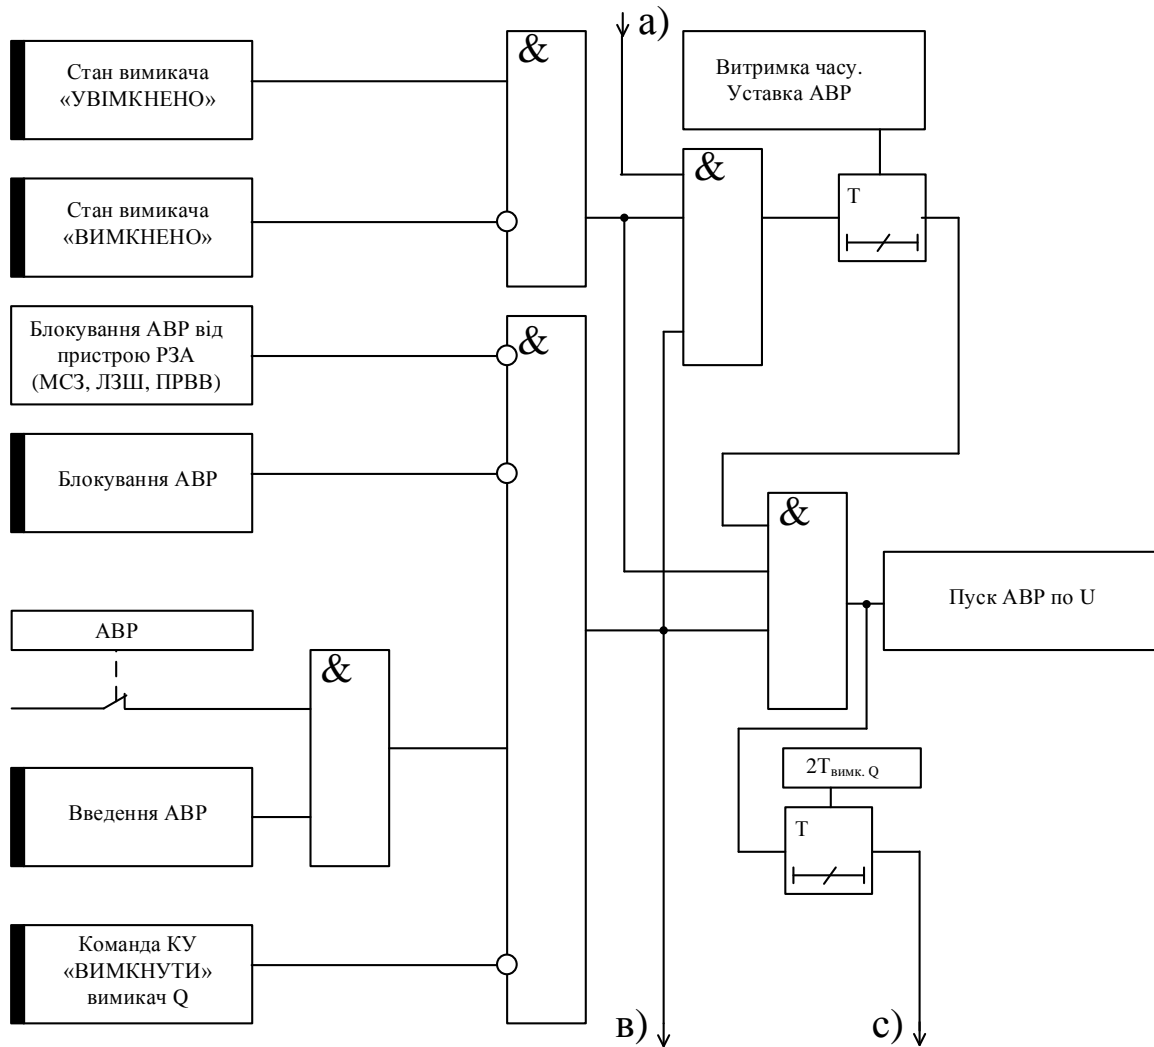 а)
&
Стан вимикача
«УВІМКНЕНО»
Витримка часу.
Уставка АВР
&
Т
Стан вимикача
«ВИМКНЕНО»
Блокування АВР від
пристрою РЗА
(МСЗ, ЛЗШ, ПРВВ)
&
Блокування АВР
&
Пуск АВР по U
АВР
&
2Твимк. Q
Введення АВР
Т
Команда КУ
«ВИМКНУТИ»
вимикач Q
в)
с)